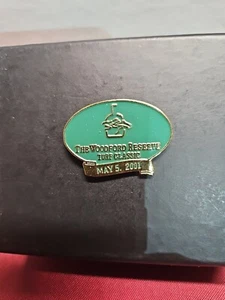 THE WOODFORD RESERVE
TURF CLASSIC
MAY 5, 2001